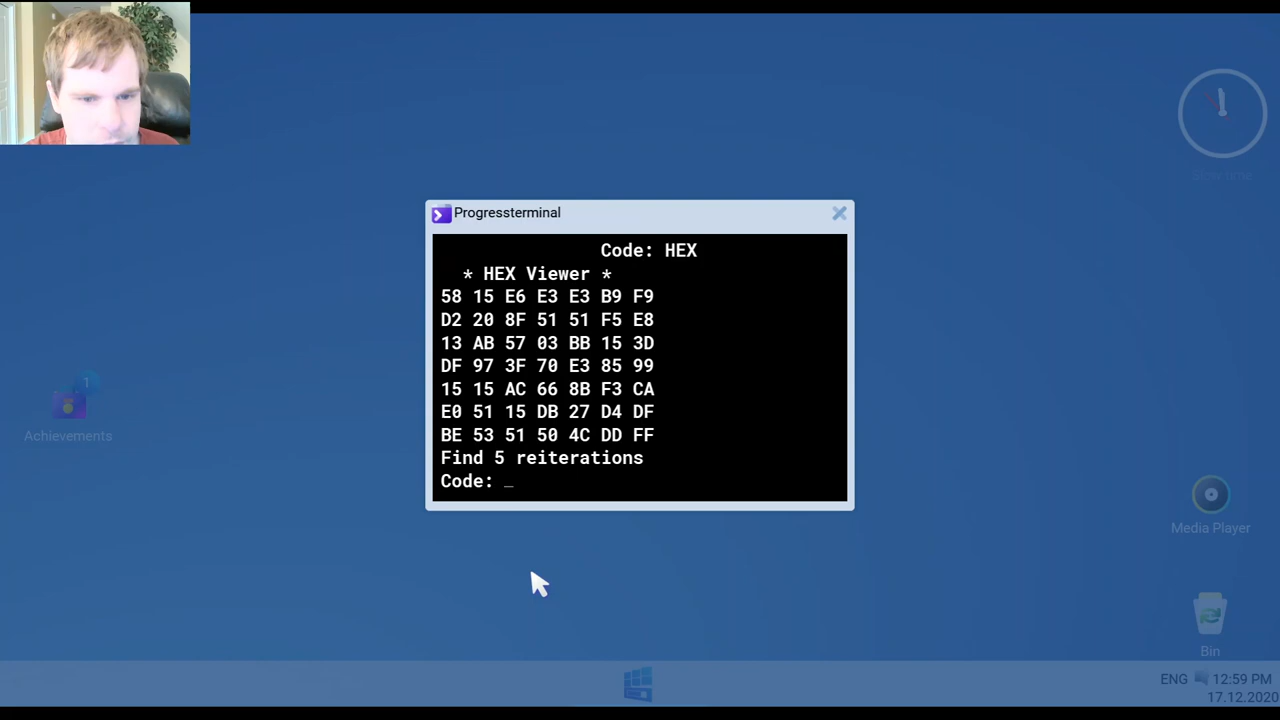 Progressterminal
Code: HEX
* HEX Viewer *
58 15 E6 E3 E3 B9 F9
D2 20 8F 51 51 F5 E8
13 AB 57 03 BB 15 3D
DF 97 3F 70 E3 85 99
15 15 AC 66 8B F3 CA
E0 51 15 DB 27 D4 DF
BE 53 51 50 4C DD FF
Find 5 reiterations
Code: _
1
Achievements
Media Player
Bin
ENG 12:59 PM
17.12.2020